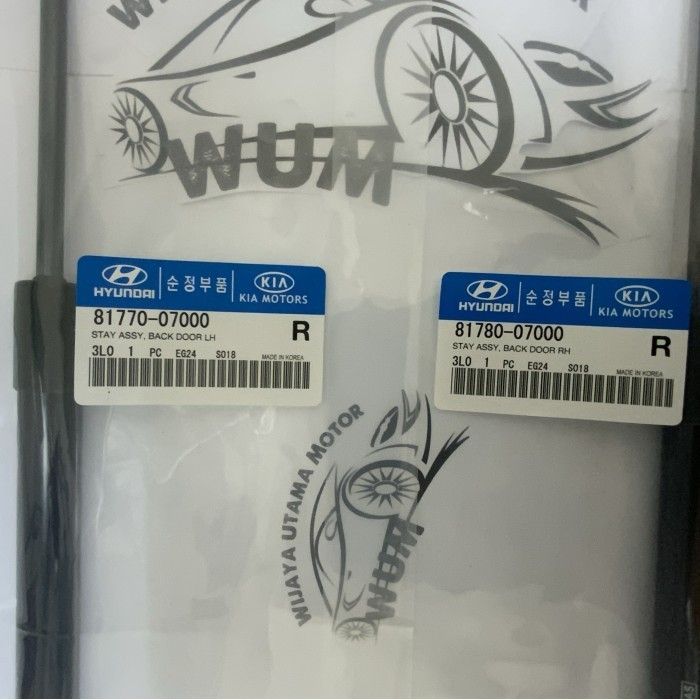 WUM
HYUNDAI 순정부품 KIA
KIA MOTORS
81770-07000
R
STAY ASSY, BACK DOOR LH
3L0 1 PC EG24 S018 MADE IN KOREA
HYUNDAI 순정부품 KIA
KIA MOTORS
81780-07000
R
STAY ASSY, BACK DOOR RH
3L0 1 PC EG24 S018 MADE IN KOREA
WIJAYA UTAMA MOTOR
WUM